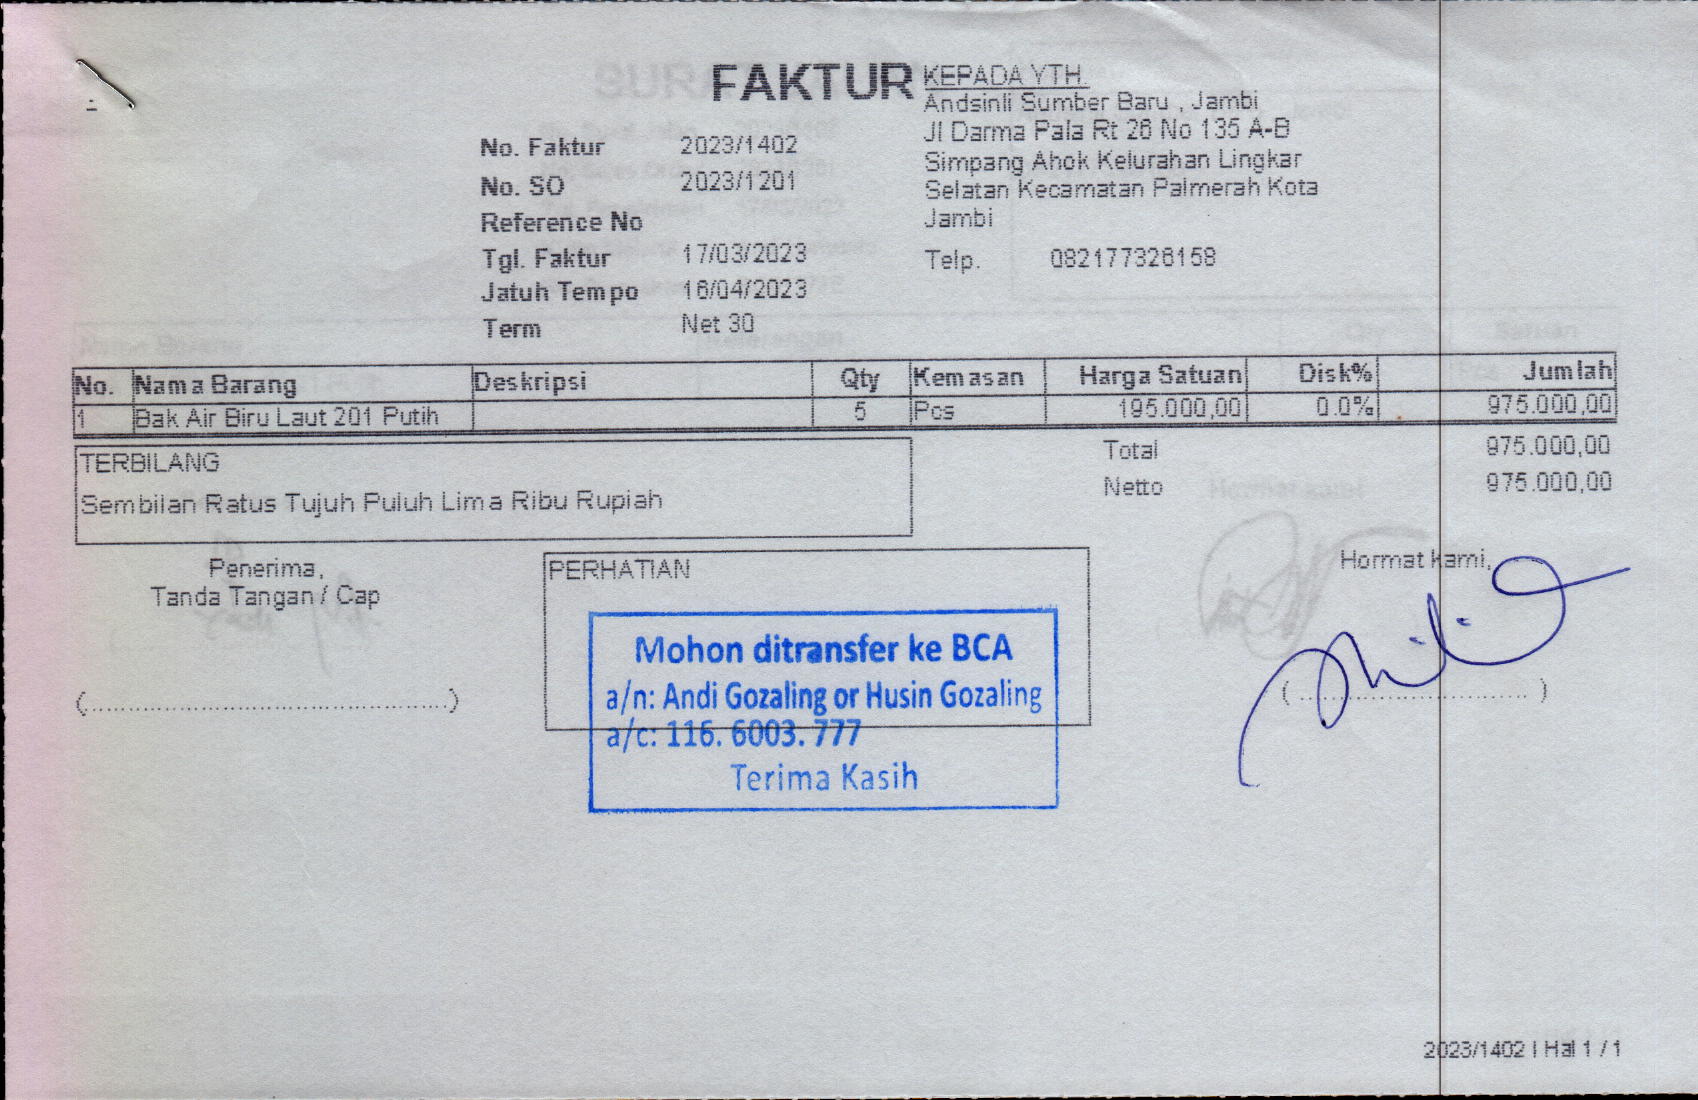 FAKTUR
KEPADA YTH.
Andsinli Sumber Baru , Jambi
Jl Darma Pala Rt 26 No 135 A-B
Simpang Ahok Kelurahan Lingkar
Selatan Kecamatan Palmerah Kota
Jambi
Telp. 082177326158
No. Faktur 2023/1402
No. SO 2023/1201
Reference No
Tgl. Faktur 17/03/2023
Jatuh Tempo 16/04/2023
Term Net 30
No. Nama Barang Deskripsi Qty Kemasan Harga Satuan Disk% Jumlah
1 Bak Air Biru Laut 201 Putih 5 Pcs 195.000,00 0.0% 975.000,00
Total 975.000,00
Netto 975.000,00
TERBILANG
Sembilan Ratus Tujuh Puluh Lima Ribu Rupiah
Penerima,
Tanda Tangan / Cap
(..............................................)
PERHATIAN
Mohon ditransfer ke BCA
a/n: Andi Gozaling or Husin Gozaling
a/c: 116. 6003. 777
Terima Kasih
Hormat kami,
(..............................)
2023/1402 | Hal 1 / 1